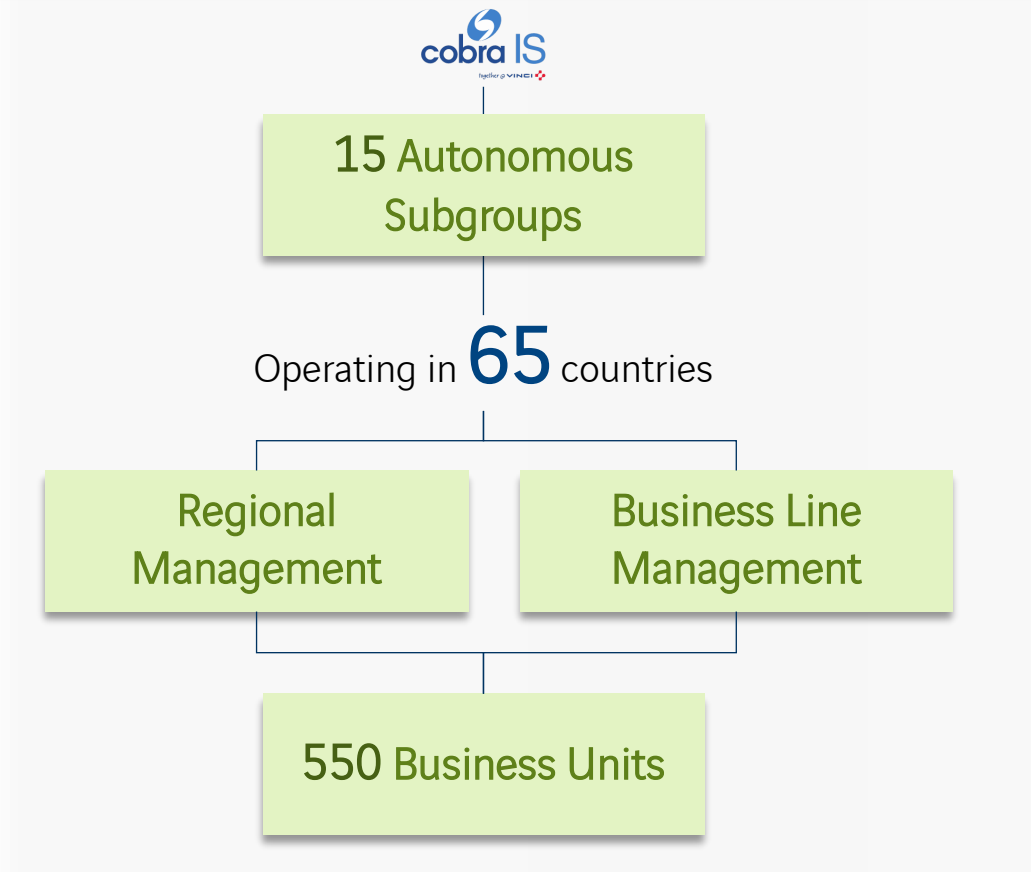 cobra IS
together @ VINCI
15 Autonomous
Subgroups
Operating in 65 countries
Regional
Management
Business Line
Management
550 Business Units